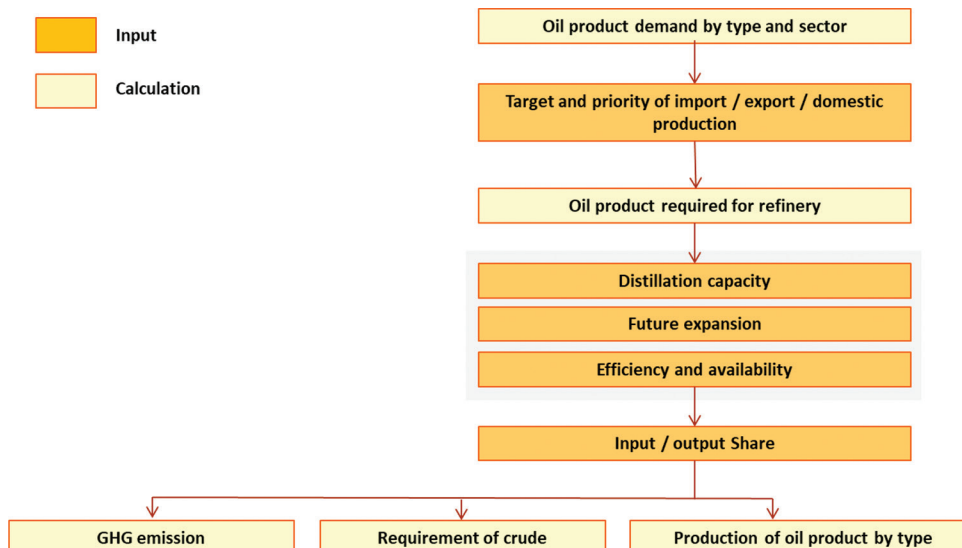 Input
Calculation
Oil product demand by type and sector
Target and priority of import / export / domestic
production
Oil product required for refinery
Distillation capacity
Future expansion
Efficiency and availability
Input / output Share
GHG emission
Requirement of crude
Production of oil product by type